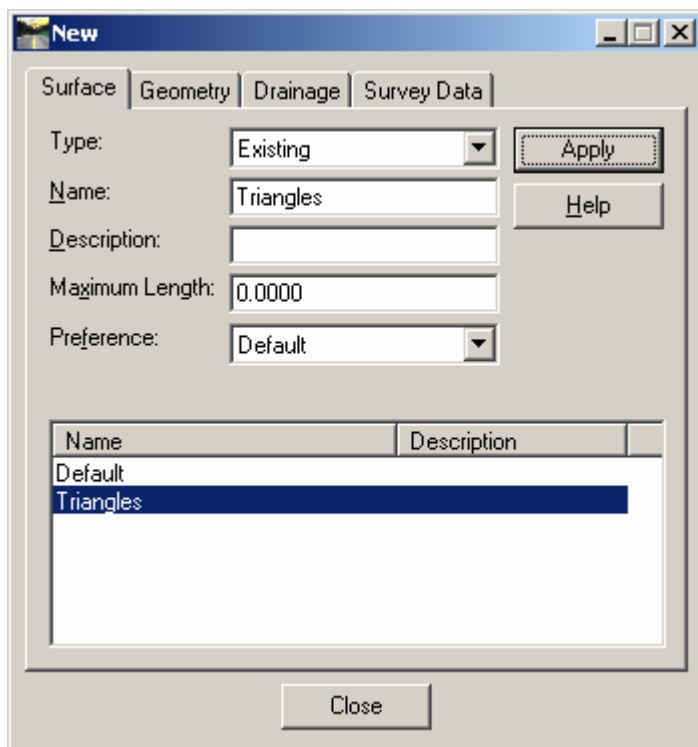 New
Surface Geometry Drainage Survey Data
Type: Existing Apply
Name: Triangles Help
Description:
Maximum Length: 0.0000
Preference: Default
Name Description
Default
Triangles
Close